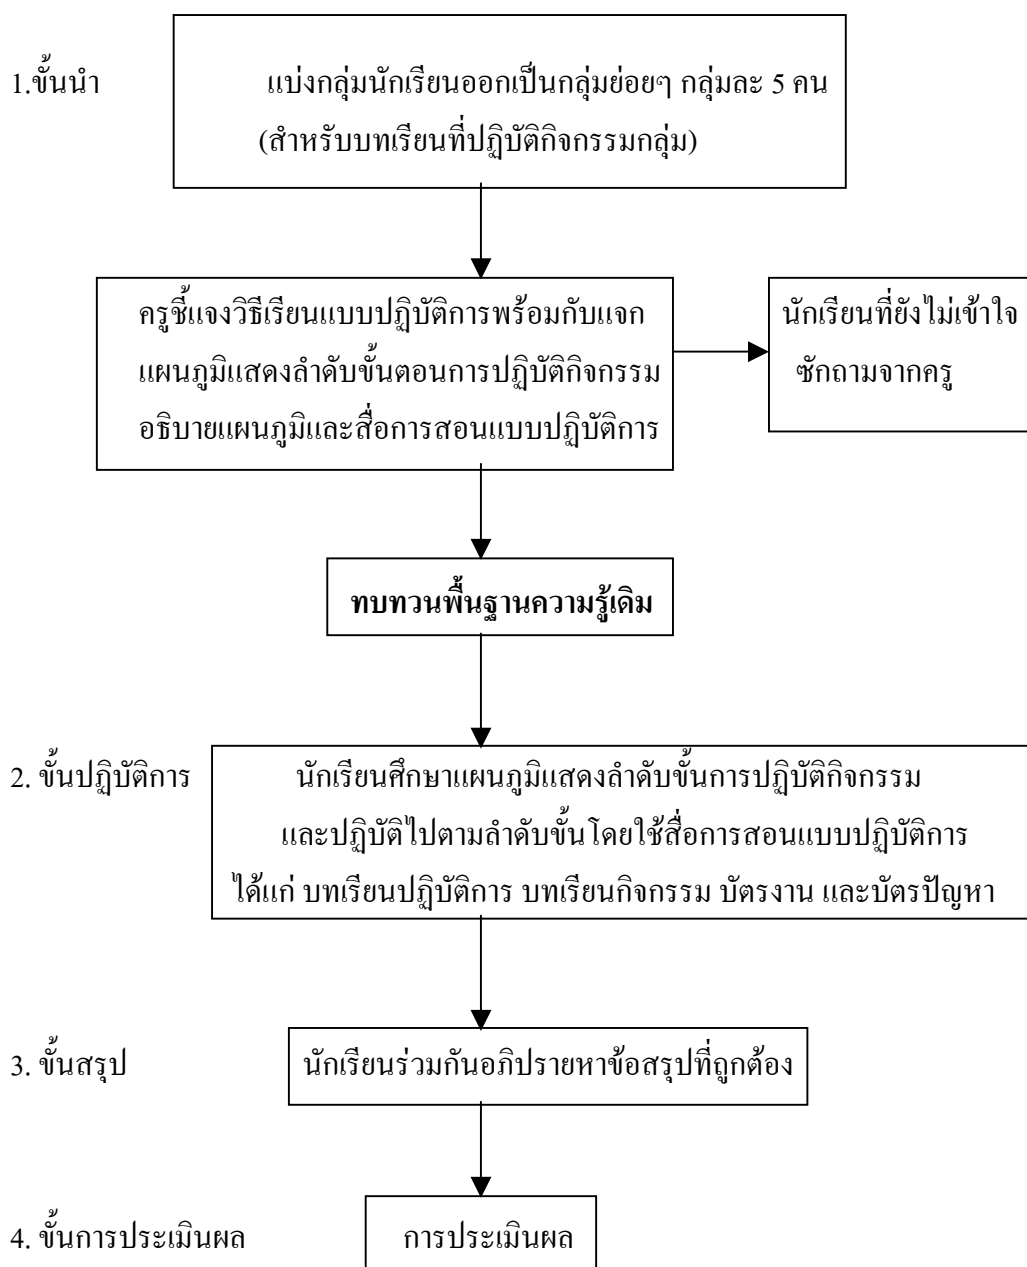 1.ขั้นนำ
แบ่งกลุ่มนักเรียนออกเป็นกลุ่มย่อยๆ กลุ่มละ 5 คน
(สำหรับบทเรียนที่ปฏิบัติกิจกรรมกลุ่ม)
ครูชี้แจงวิธีเรียนแบบปฏิบัติการพร้อมกับแจก
แผนภูมิแสดงลำดับขั้นตอนการปฏิบัติกิจกรรม
อธิบายแผนภูมิและสื่อการสอนแบบปฏิบัติการ
นักเรียนที่ยังไม่เข้าใจ
ซักถามจากครู
ทบทวนพื้นฐานความรู้เดิม
2. ขั้นปฏิบัติการ
นักเรียนศึกษาแผนภูมิแสดงลำดับขั้นการปฏิบัติกิจกรรม
และปฏิบัติไปตามลำดับขั้นโดยใช้สื่อการสอนแบบปฏิบัติการ
ได้แก่ บทเรียนปฏิบัติการ บทเรียนกิจกรรม บัตรงาน และบัตรปัญหา
3. ขั้นสรุป
นักเรียนร่วมกันอภิปรายหาข้อสรุปที่ถูกต้อง
4. ขั้นการประเมินผล
การประเมินผล